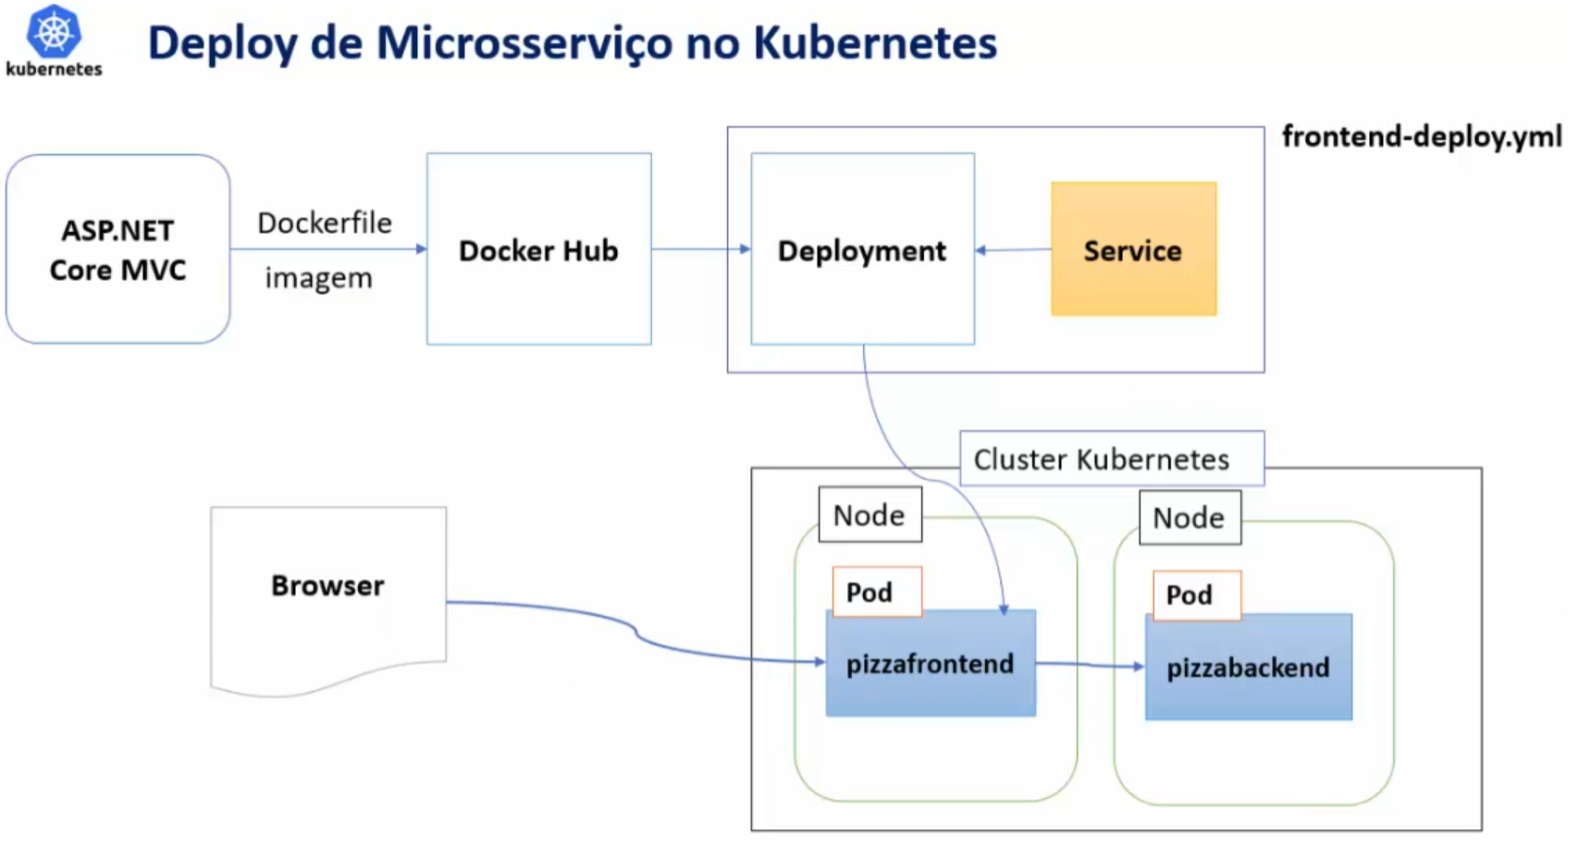 kubernetes
Deploy de Microsserviço no Kubernetes
frontend-deploy.yml
ASP.NET
Core MVC
Dockerfile
imagem
Docker Hub
Deployment
Service
Cluster Kubernetes
Node
Node
Browser
Pod
Pod
pizzafrontend
pizzabackend